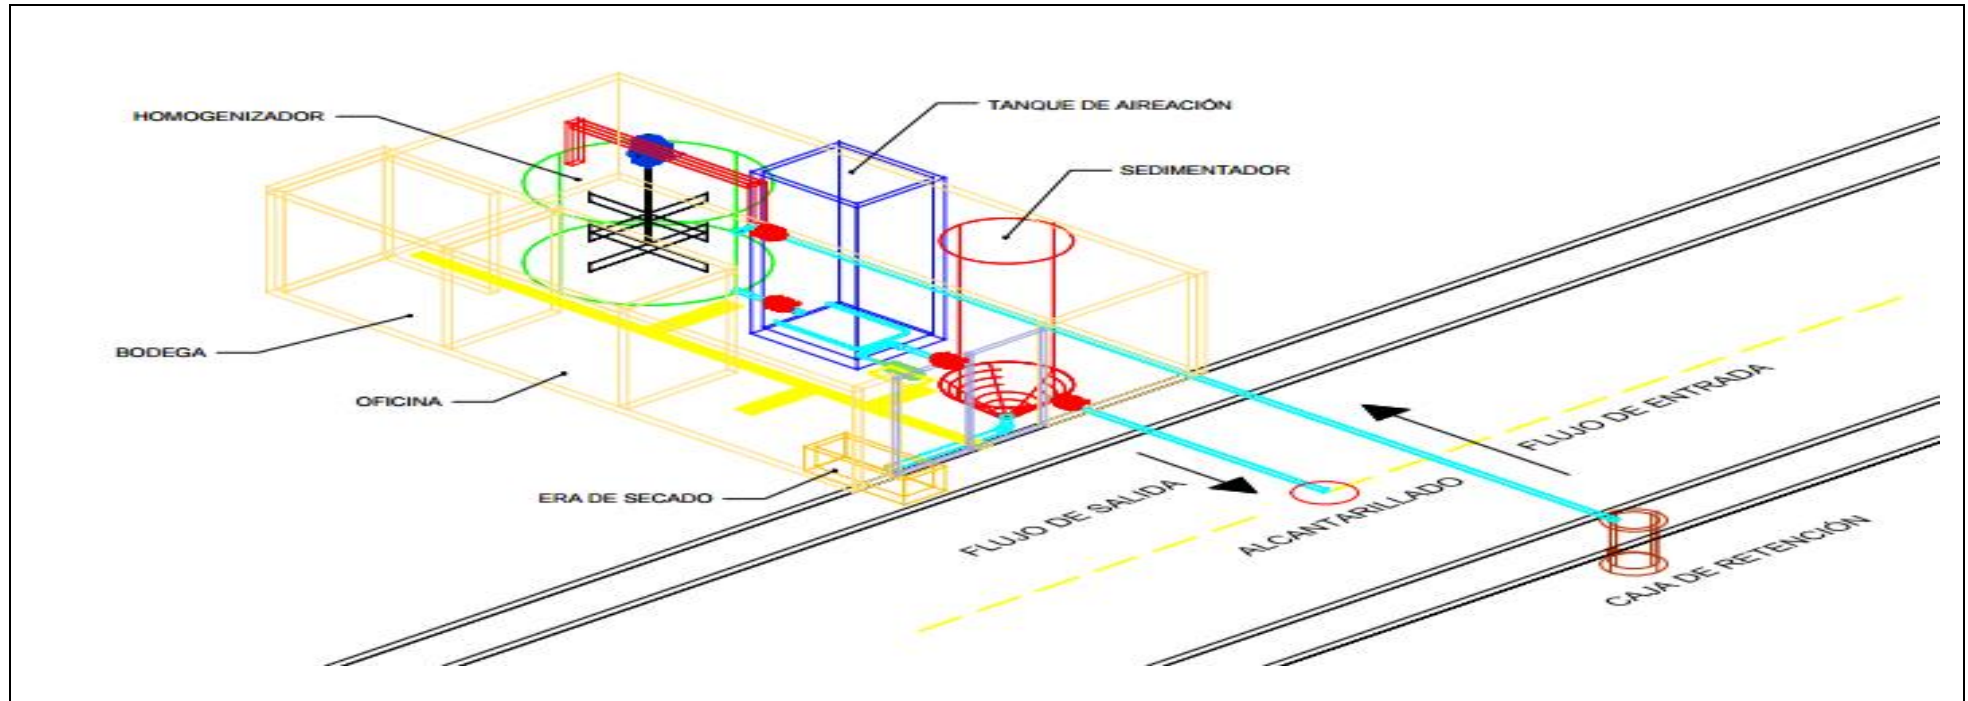 TANQUE DE AIREACIÓN
HOMOGENIZADOR
SEDIMENTADOR
BODEGA
OFICINA
ERA DE SECADO
FLUJO DE ENTRADA
FLUJO DE SALIDA
ALCANTARILLADO
CAJA DE RETENCIÓN